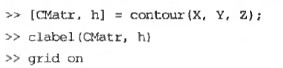 >> [CMatr, h] = contour(X, Y, Z);
>> clabel(CMatr, h)
>> grid on